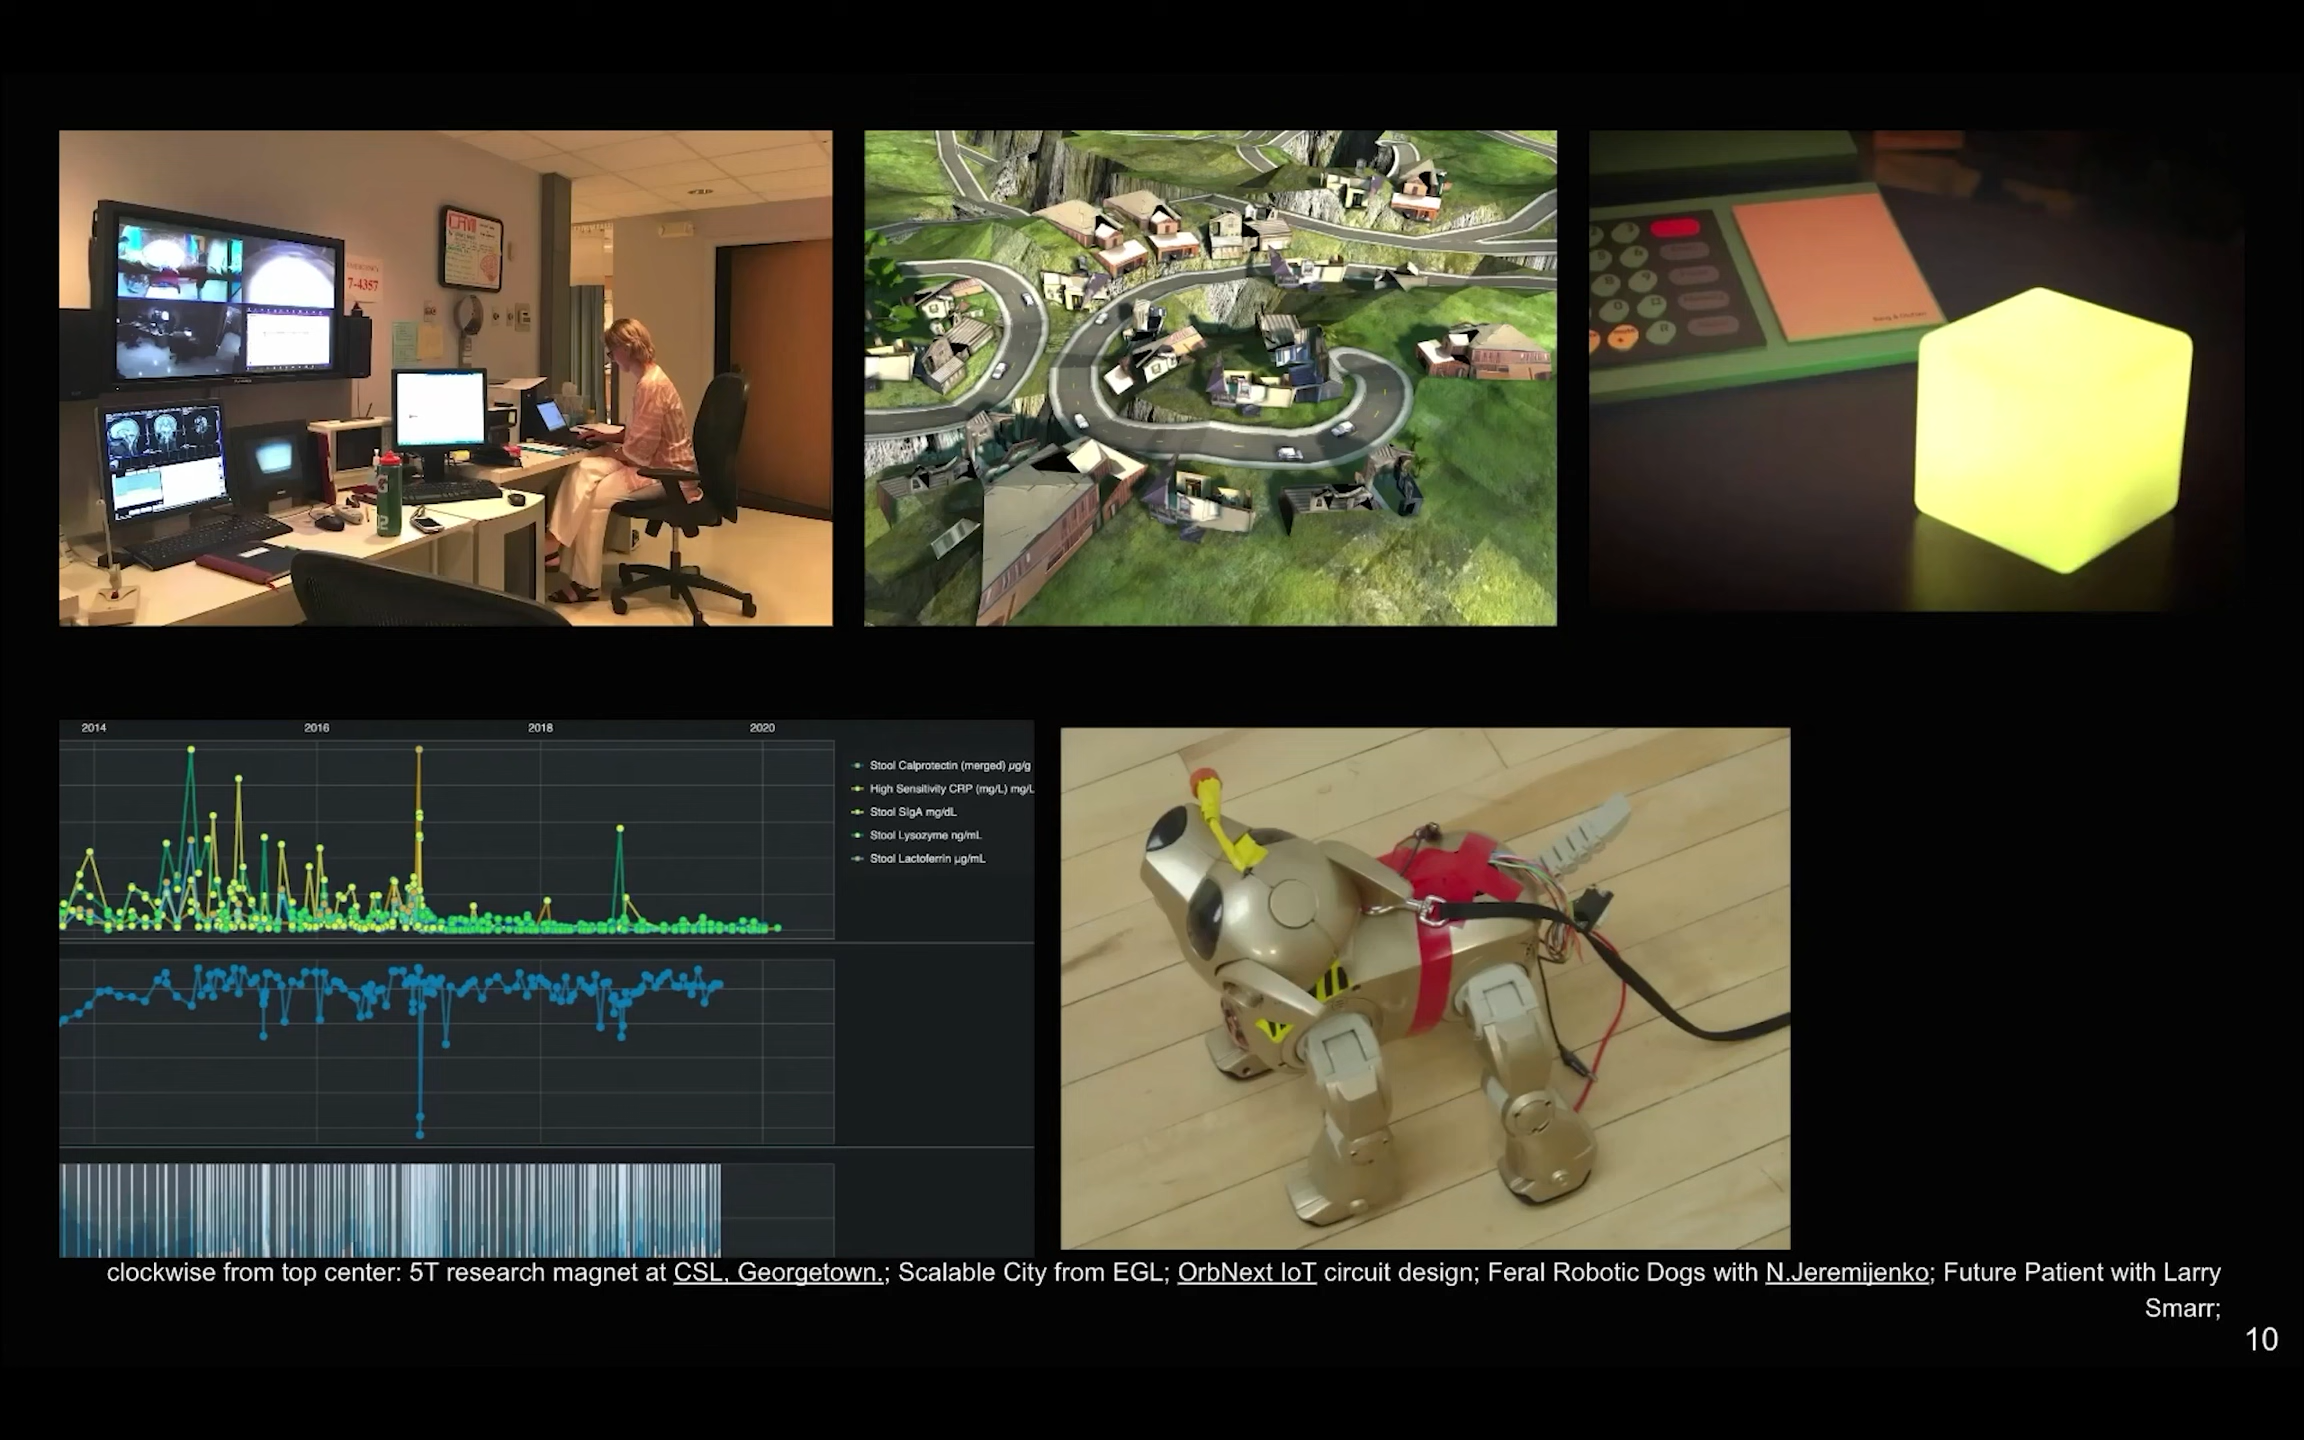 7-4357
2014 2016 2018 2020
Stool Calprotectin (merged) µg/g
High Sensitivity CRP (mg/L) mg/L
Stool SIgA mg/dL
Stool Lysozyme ng/mL
Stool Lactoferrin µg/mL
clockwise from top center: 5T research magnet at CSL, Georgetown.; Scalable City from EGL; OrbNext IoT circuit design; Feral Robotic Dogs with N.Jeremijenko; Future Patient with Larry
Smarr;
10